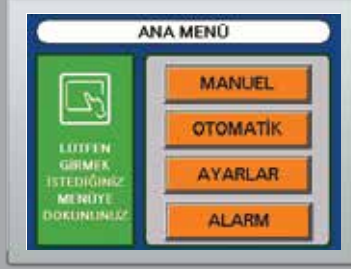 ANA MENÜ
MANUEL
OTOMATİK
AYARLAR
ALARM
LÜTFEN
GİRMEK
İSTEDİĞİNİZ
MENÜYE
DOKUNUNUZ